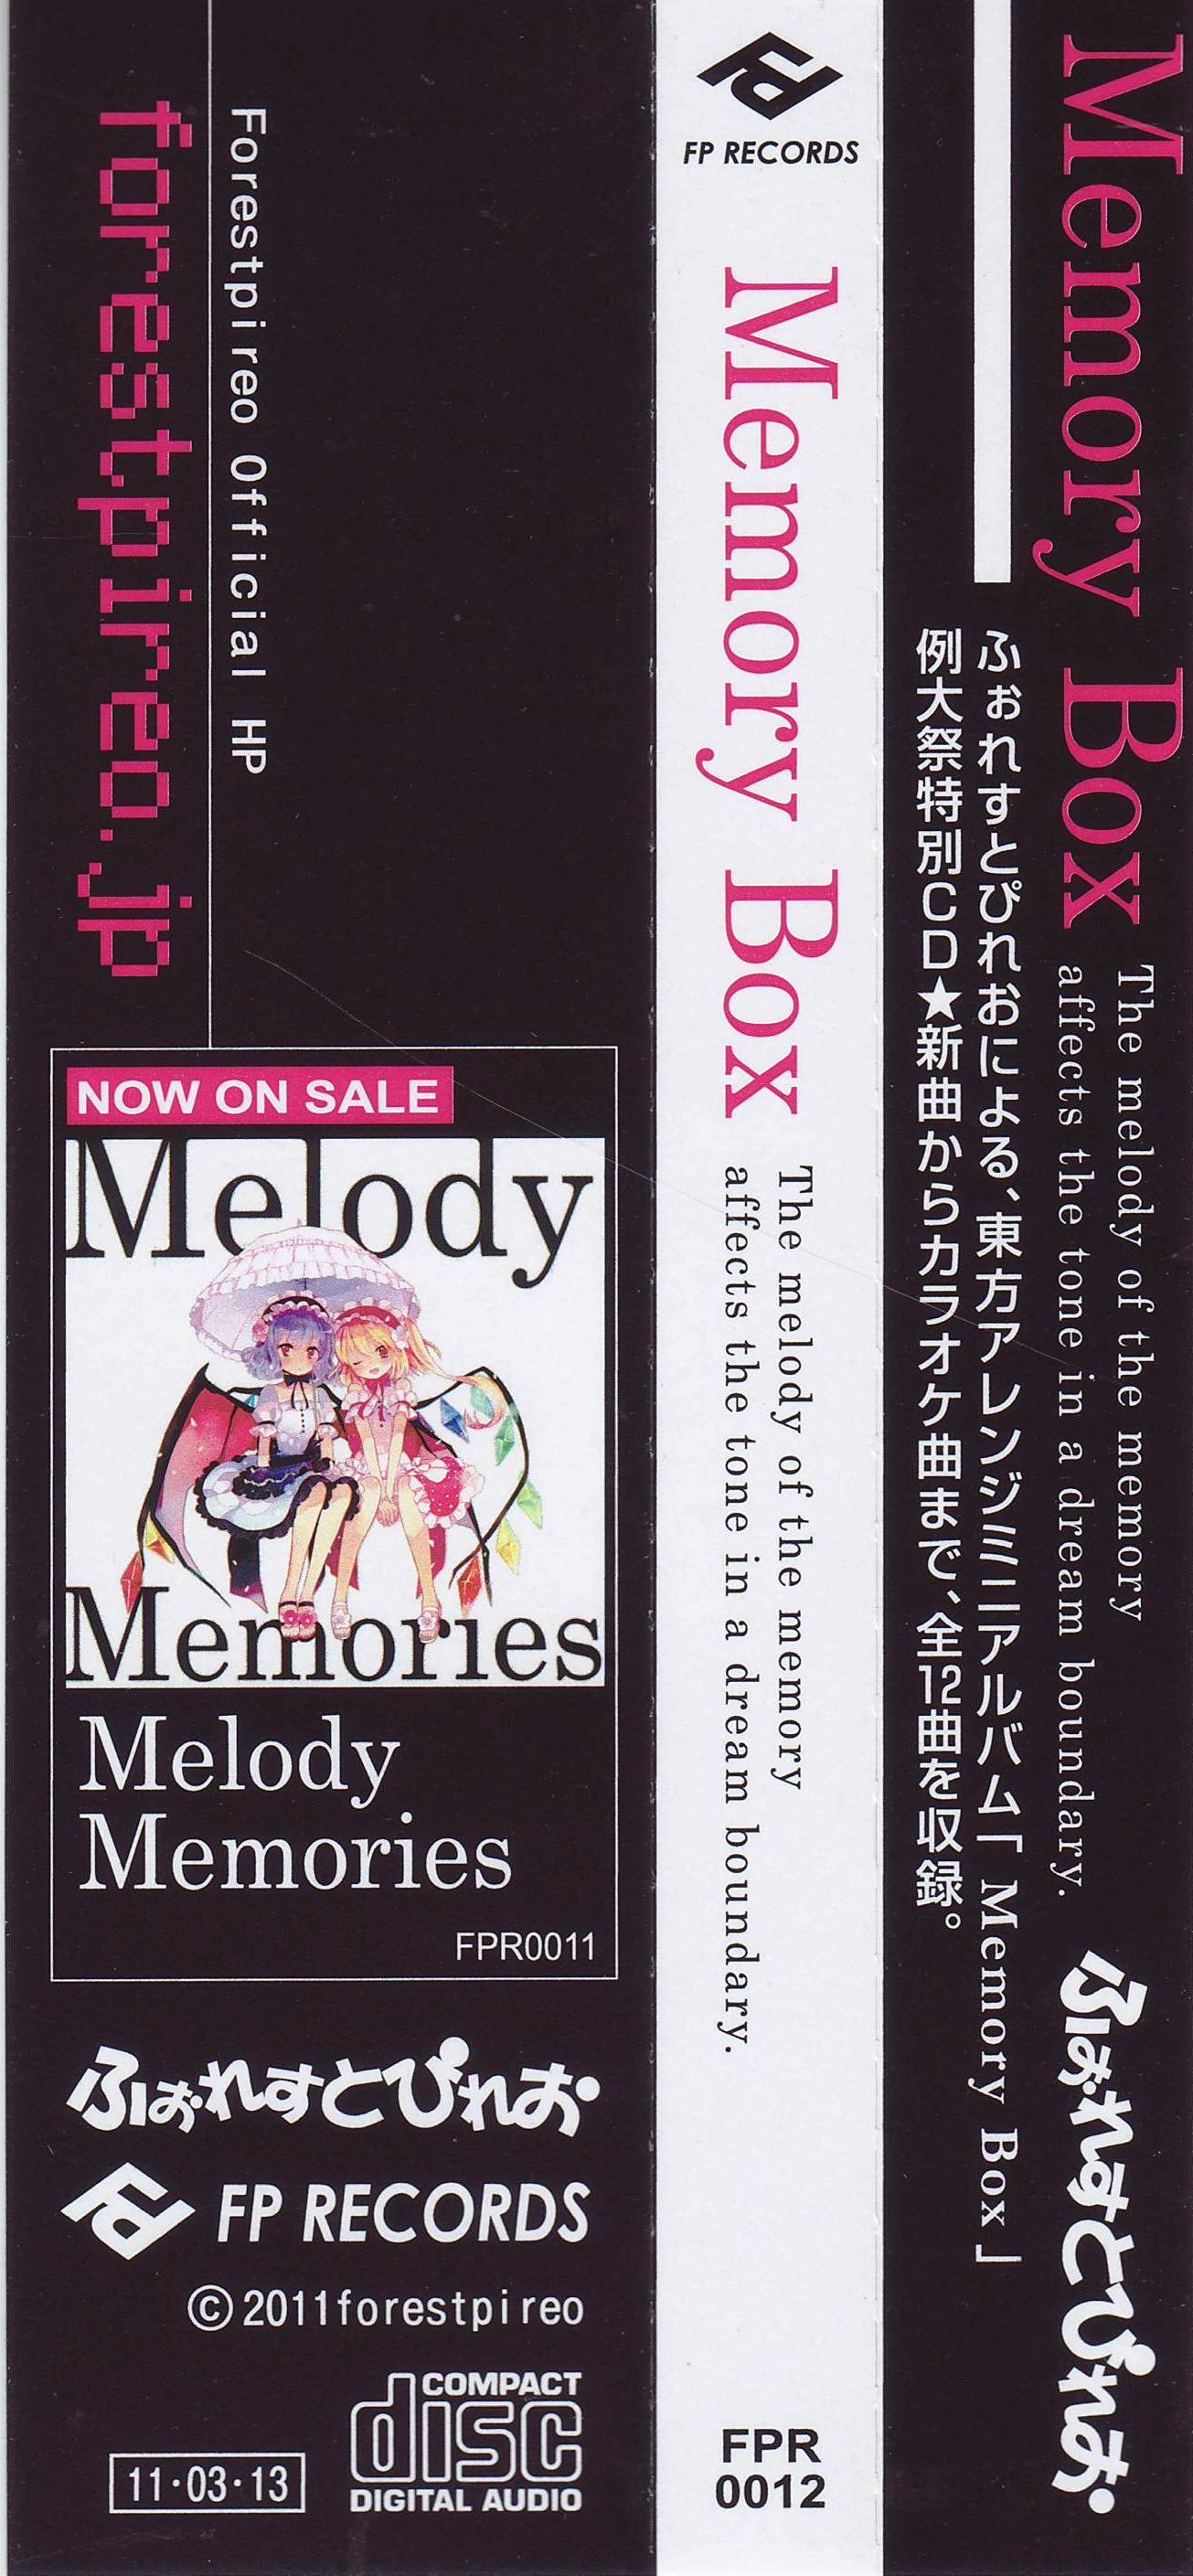 Memory Box
The melody of the memory
affects the tone in a dream boundary.
ふぉれすとぴれお
ふぉれすとぴれおによる、東方アレンジミニアルバム「Memory Box」
例大祭特別CD★新曲からカラオケ曲まで、全12曲を収録。
FP RECORDS
Memory Box
The melody of the memory
affects the tone in a dream boundary.
FPR
0012
Forestpireo Official HP
forestpireo.jp
NOW ON SALE
Melody
Memories
Melody
Memories
FPR0011
ふぉれすとぴれお
FP RECORDS
©2011forestpireo
COMPACT
disc
DIGITAL AUDIO
11・03・13